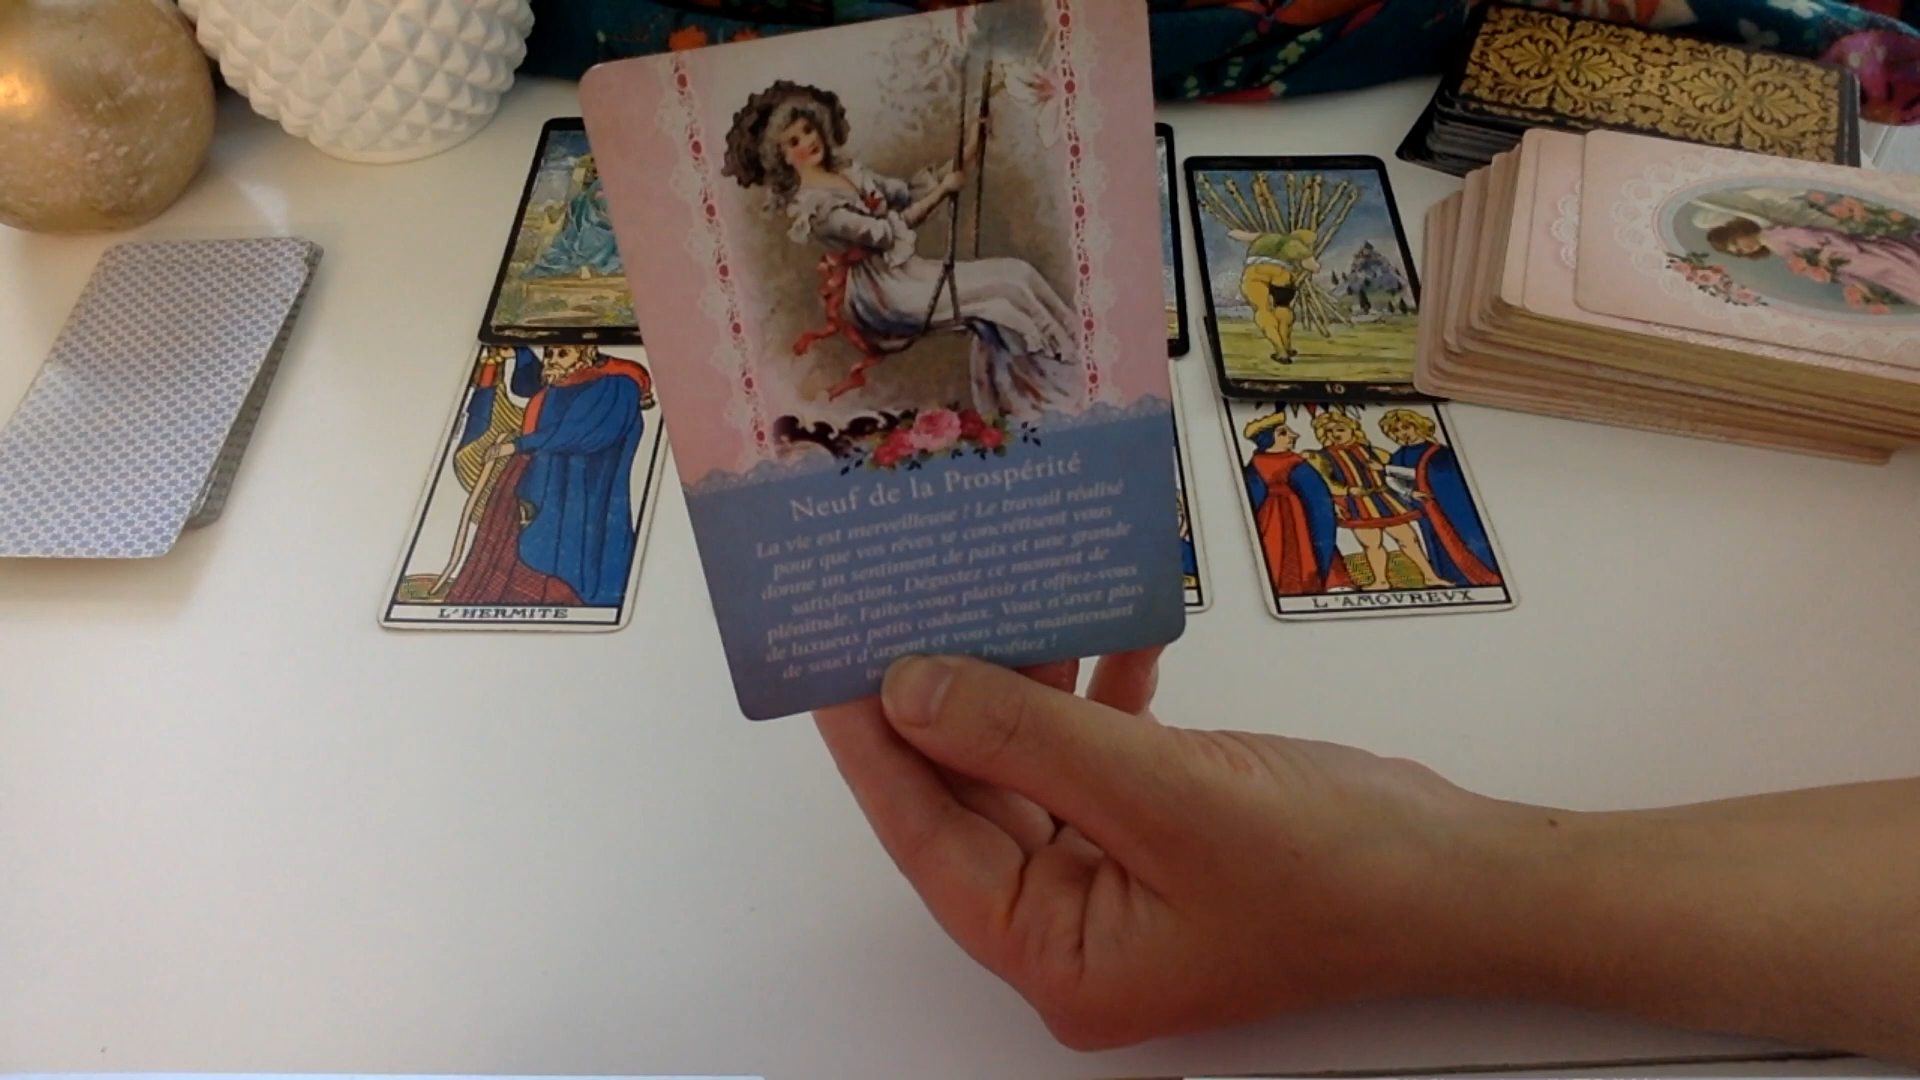 Neuf de la Prospérité
La vie est merveilleuse ! Le travail réalisé
pour que vos rêves se concrétisent vous
donne un sentiment de paix et une grande
satisfaction. Dégustez ce moment de
plénitude. Faites-vous plaisir et offrez-vous
de luxueux petits cadeaux. Vous n'avez plus
de souci d'argent et vous êtes maintenant
Profitez !
10
L'HERMITE
L'AMOVREVX